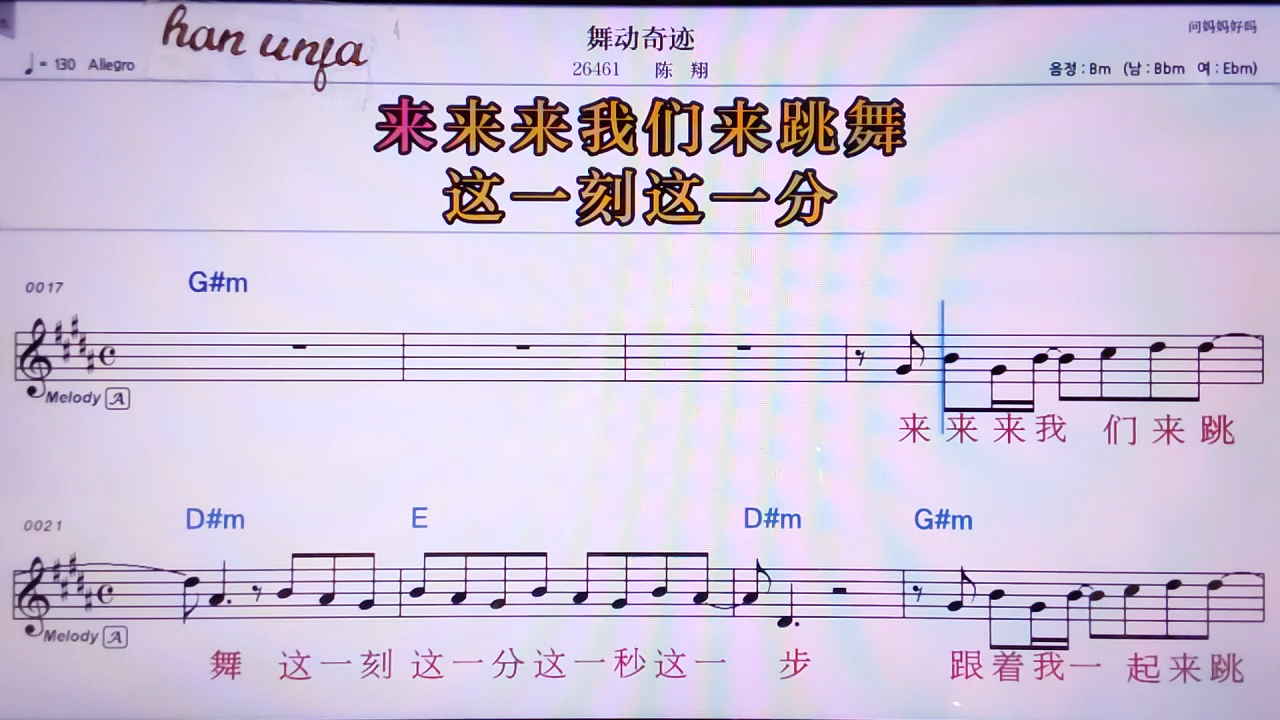 han unfa
舞动奇迹
问妈妈好吗
♩= 130 Allegro
26461 陈 翔
음정 : Bm (남 : Bbm 여 : Ebm)
来来来我们来跳舞
这一刻这一分
0017
G#m
Melody A
来来来我 们来跳
0021
D#m E D#m G#m
Melody A
舞 这一刻这一分这一秒这一 步 跟着我一 起来跳